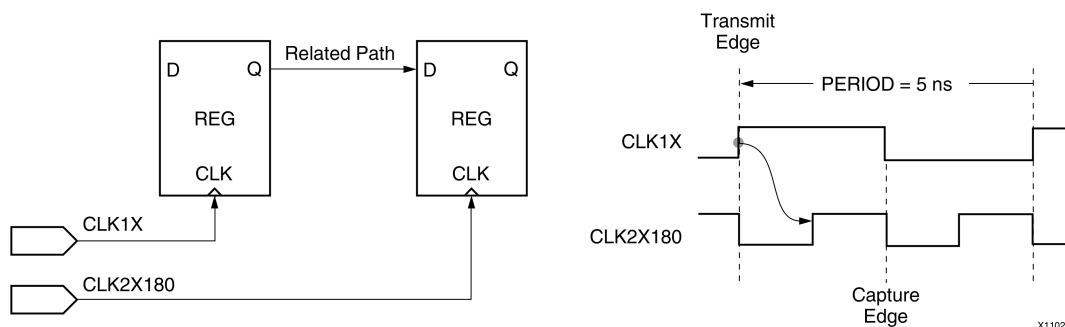 D
Q
REG
CLK
Related Path
D
Q
REG
CLK
CLK1X
CLK2X180
Transmit
Edge
PERIOD = 5 ns
CLK1X
CLK2X180
Capture
Edge